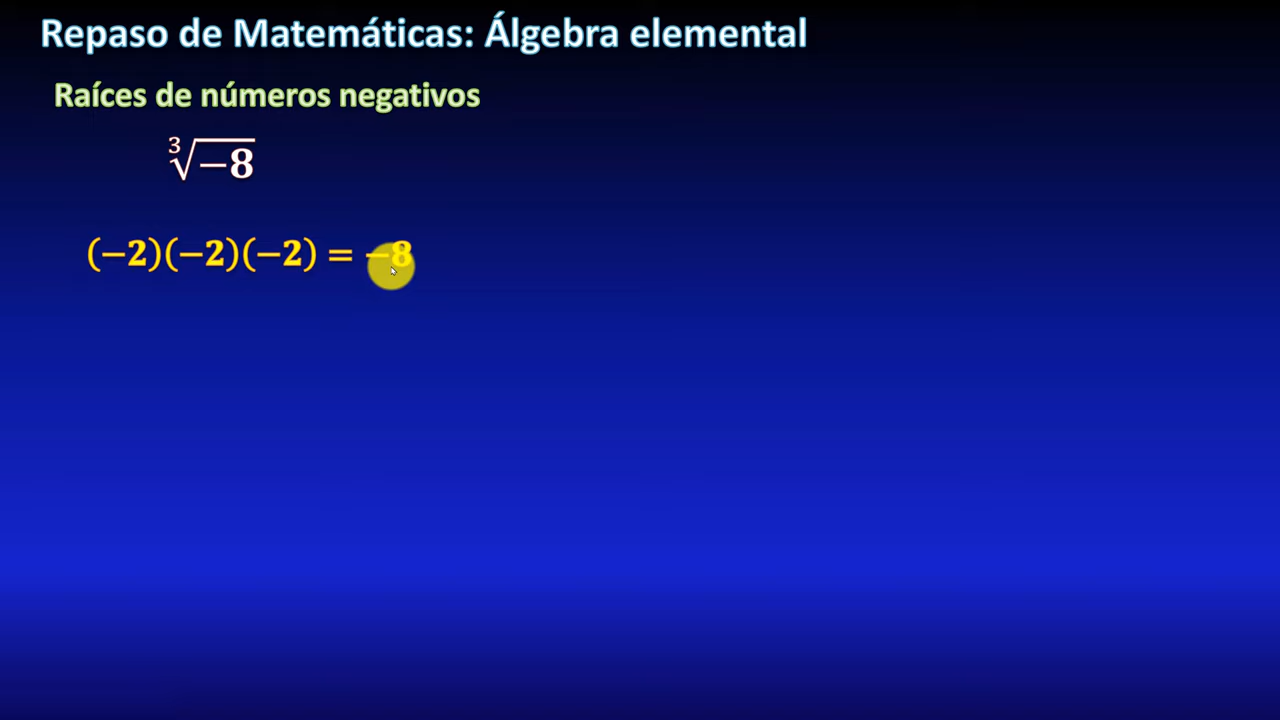 Repaso de Matemáticas: Álgebra elemental
Raíces de números negativos
∛−8
(−2)(−2)(−2) = −8